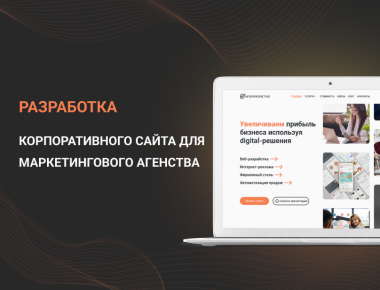 РАЗРАБОТКА
КОРПОРАТИВНОГО САЙТА ДЛЯ
МАРКЕТИНГОВОГО АГЕНСТВА
Увеличиваем прибыль
бизнеса используя
digital-решения
Веб-разработка
Интернет-реклама
Фирменный стиль
Автоматизация продаж